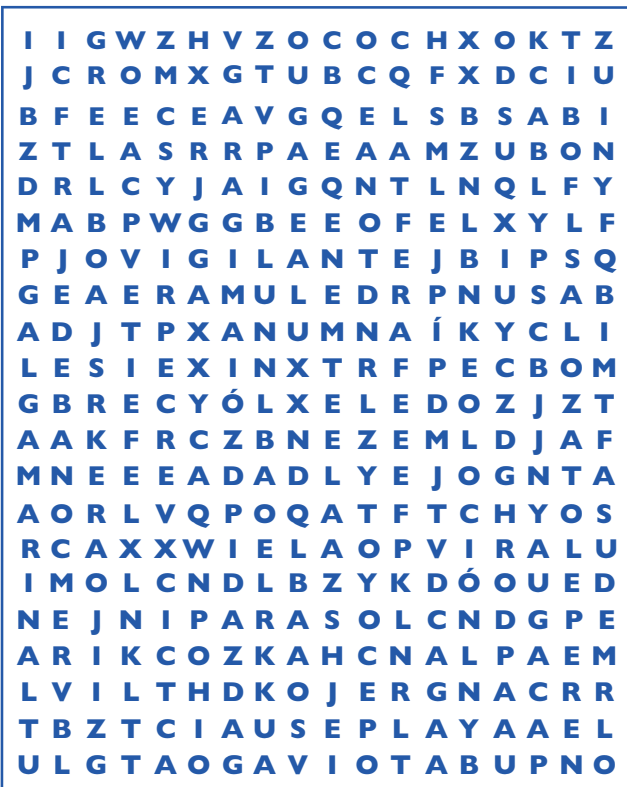 I I G W Z H V Z O C O C H X O K T Z
J C R O M X G T U B C Q F X D C I U
B F E E C E A V G Q E L S B S A B I
Z T L A S R R P A E A A M Z U B O N
D R L C Y J A I G Q N T L N Q L F Y
M A B P W G G B E E O F E L X Y L F
P J O V I G I L A N T E J B I P S Q
G E A E R A M U L E D R P N U S A B
A D J T P X A N U M N A Í K Y C L I
L E S I E X I N X T R F P E C B O M
G B R E C Y Ó L X E L E D O Z J Z T
A A K F R C Z B N E Z E M L D J A F
M N E E E A D A D L Y E J O G N T A
A O R L V Q P O Q A T F T C H Y O S
R C A X X W I E L A O P V I R A L U
I M O L C N D L B Z Y K D Ó O U E D
N E J N I P A R A S O L C N D G P E
A R I K C O Z K A H C N A L P A E M
L V I L T H D K O J E R G N A C R R
T B Z T C I A U S E P L A Y A A E L
U L G T A O G A V I O T A B U P N O